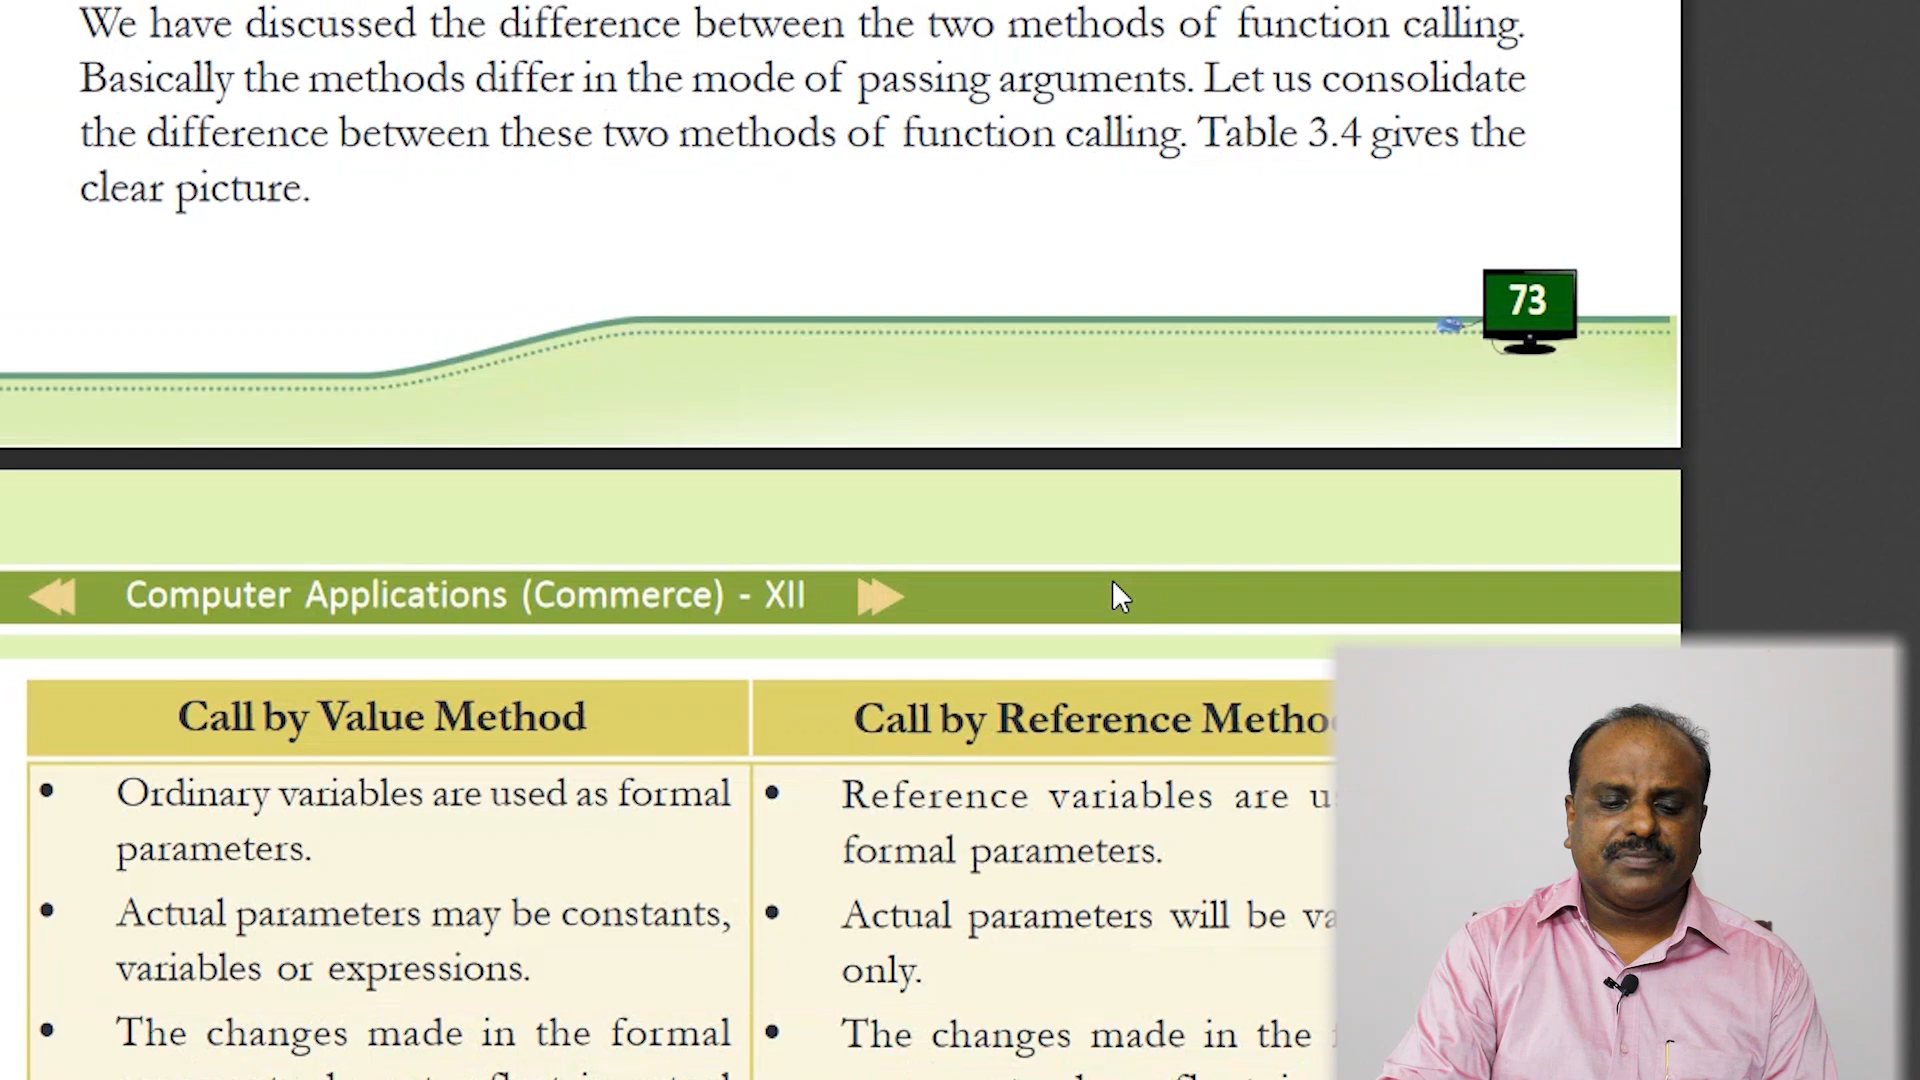 We have discussed the difference between the two methods of function calling.
Basically the methods differ in the mode of passing arguments. Let us consolidate
the difference between these two methods of function calling. Table 3.4 gives the
clear picture.
73
Computer Applications (Commerce) - XII
Call by Value Method
• Ordinary variables are used as formal
parameters.
• Actual parameters may be constants,
variables or expressions.
• The changes made in the formal
Call by Reference
• Reference variables are
formal parameters.
• Actual parameters will be
only.
• The changes made in the